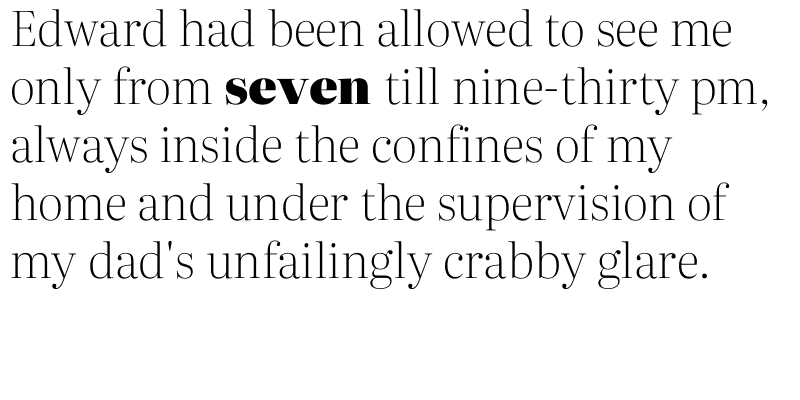 Edward had been allowed to see me
only from seven till nine-thirty pm,
always inside the confines of my
home and under the supervision of
my dad's unfailingly crabby glare.